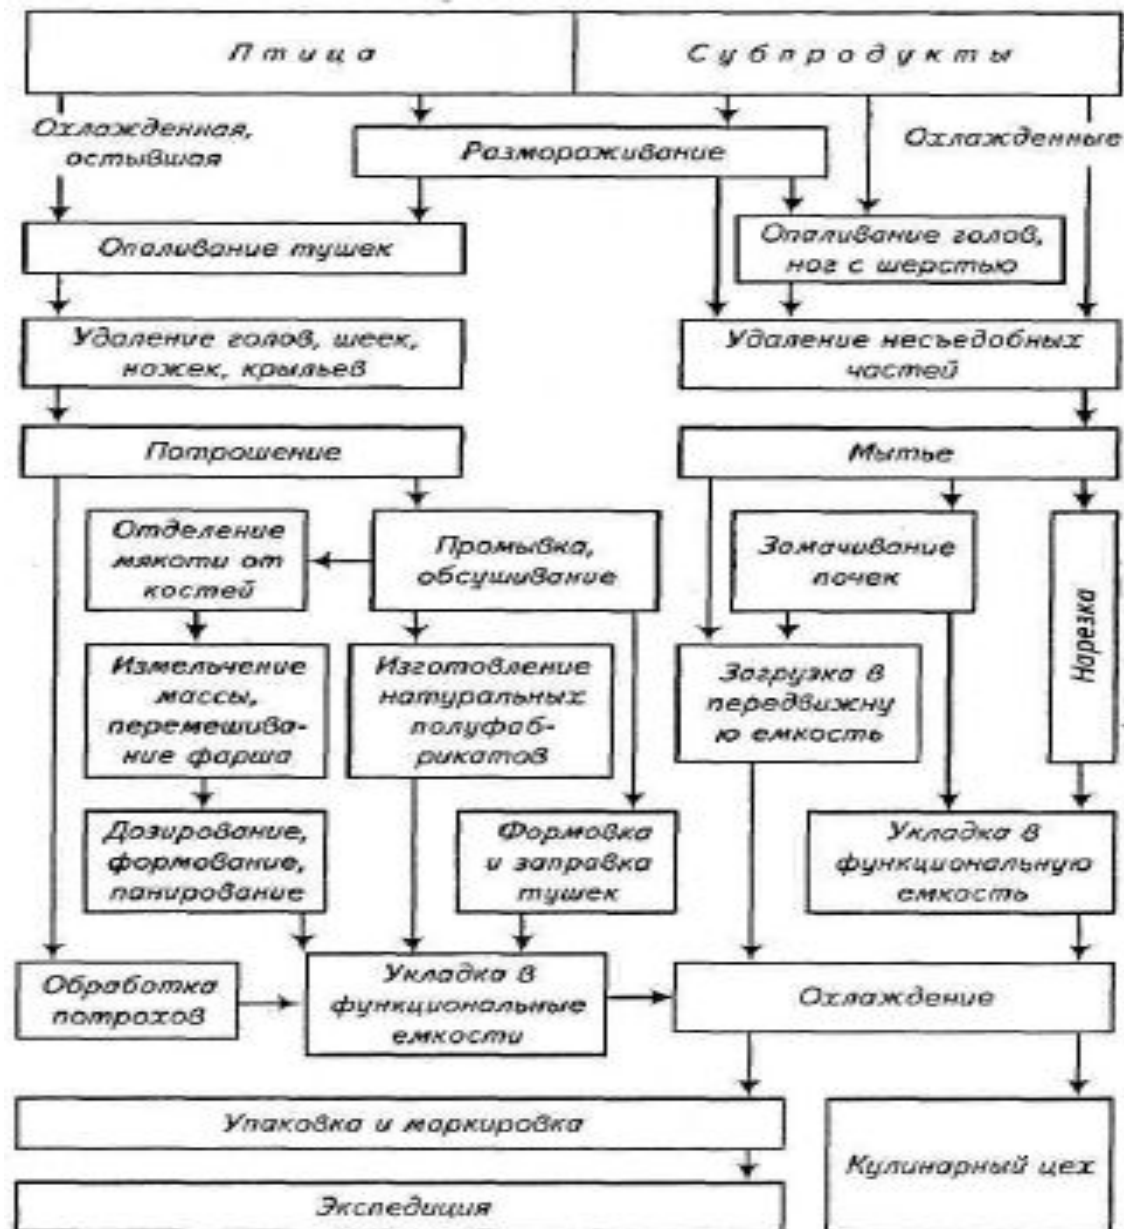 Птица
Субпродукты
Охлажденная,
остывшая
Размораживание
Охлажденные
Опаливание тушек
Опаливание голов,
ног с шерстью
Удаление голов, шеек,
ножек, крыльев
Удаление несъедобных
частей
Потрошение
Мытье
Отделение
мякоти от
костей
Промывка,
обсушивание
Замачивание
почек
Нарезка
Измельчение
массы,
перемешива-
ние фарша
Изготовление
натуральных
полуфаб-
рикатов
Загрузка в
передвижну
ю емкость
Дозирование,
формование,
панирование
Формовка
и заправка
тушек
Укладка в
функциональную
емкость
Обработка
потрохов
Укладка в
функциональные
емкости
Охлаждение
Упаковка и маркировка
Кулинарный цех
Экспедиция